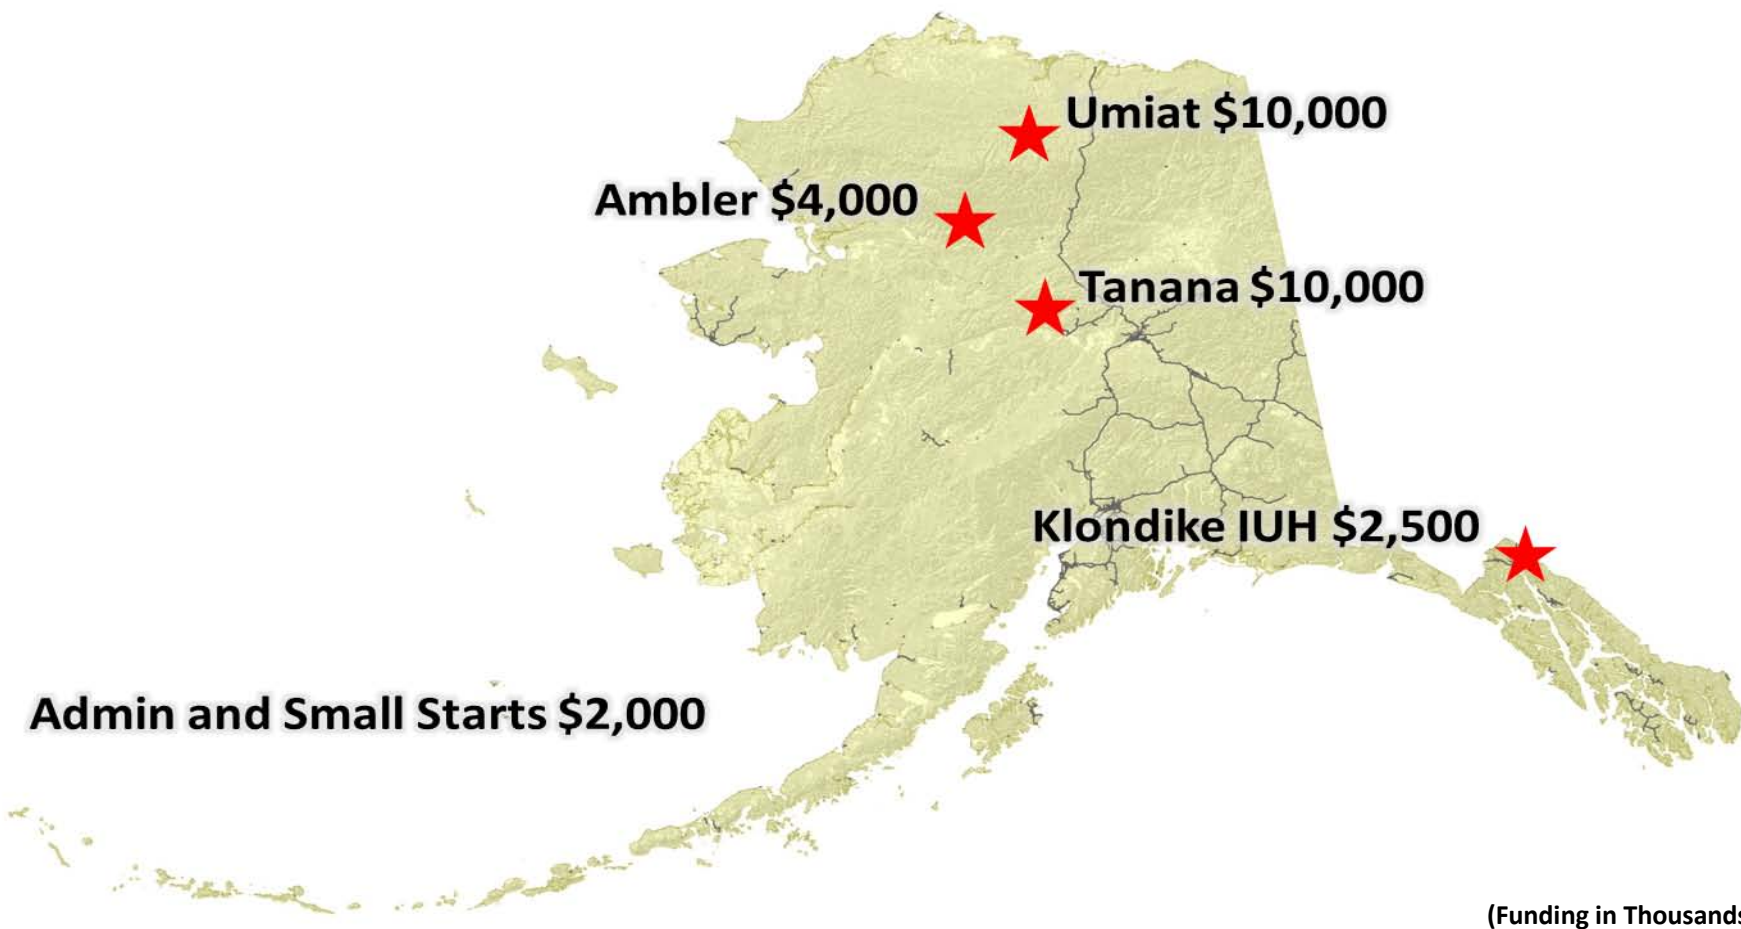 Umiat $10,000
Ambler $4,000
Tanana $10,000
Klondike IUH $2,500
Admin and Small Starts $2,000
(Funding in Thousands